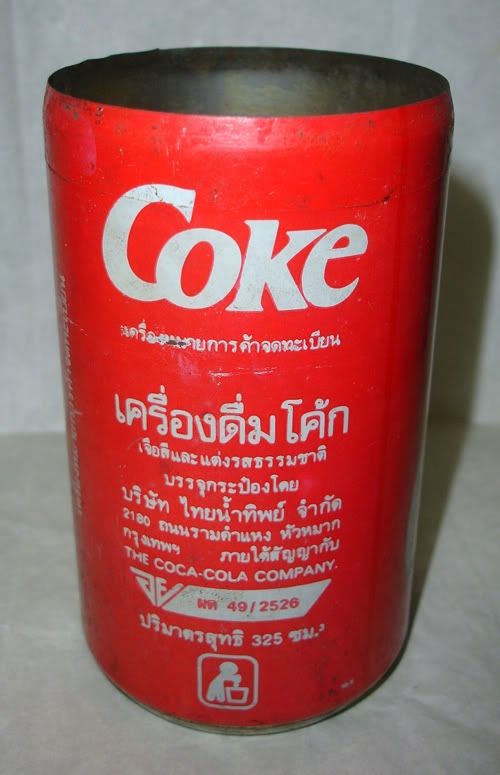 Coke
เครื่องหมายการค้าจดทะเบียน
เครื่องดื่มโค้ก
เจือสีและแต่งรสธรรมชาติ
บรรจุกระป๋องโดย
บริษัท ไทยน้ำทิพย์ จำกัด
2180 ถนนรามคำแหง หัวหมาก
กรุงเทพฯ ภายใต้สัญญากับ
THE COCA-COLA COMPANY.
ผต 49/2526
ปริมาตรสุทธิ 325 ซม.³